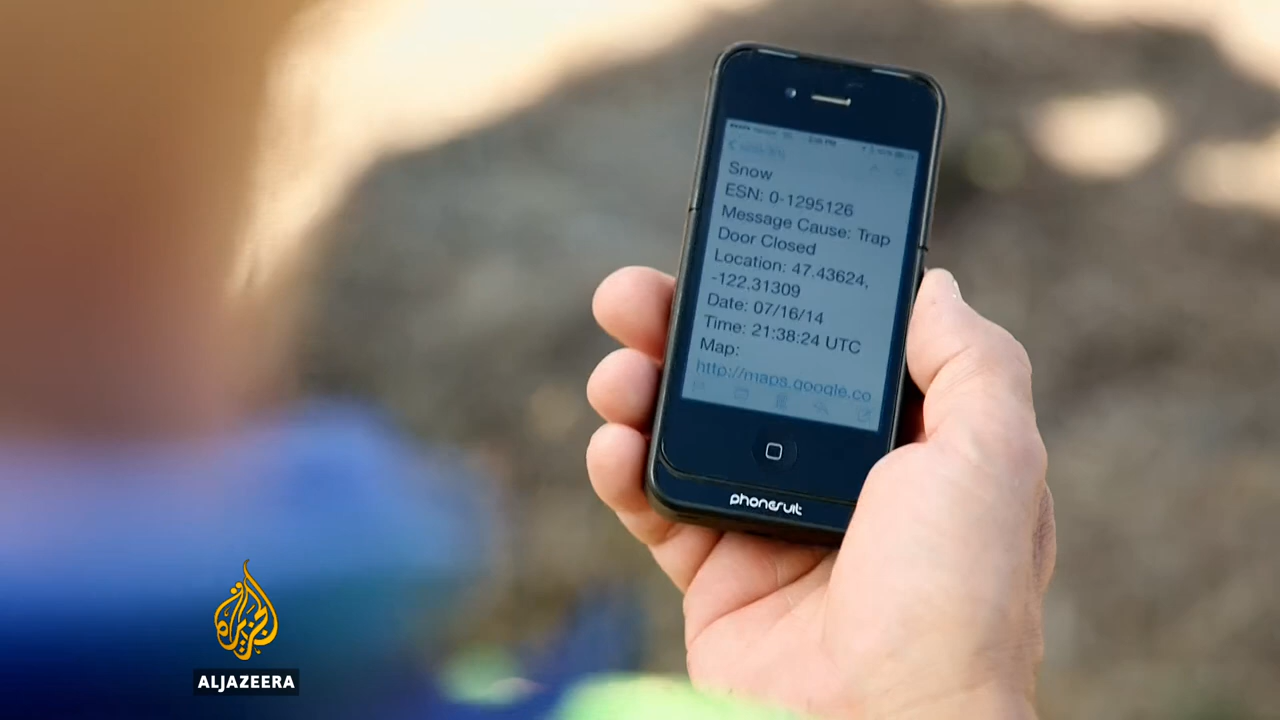 Snow
ESN: 0-1295126
Message Cause: Trap
Door Closed
Location: 47.43624,
-122.31309
Date: 07/16/14
Time: 21:38:24 UTC
Map:
http://maps.google.co
phonesuit
الجزيرة
ALJAZEERA